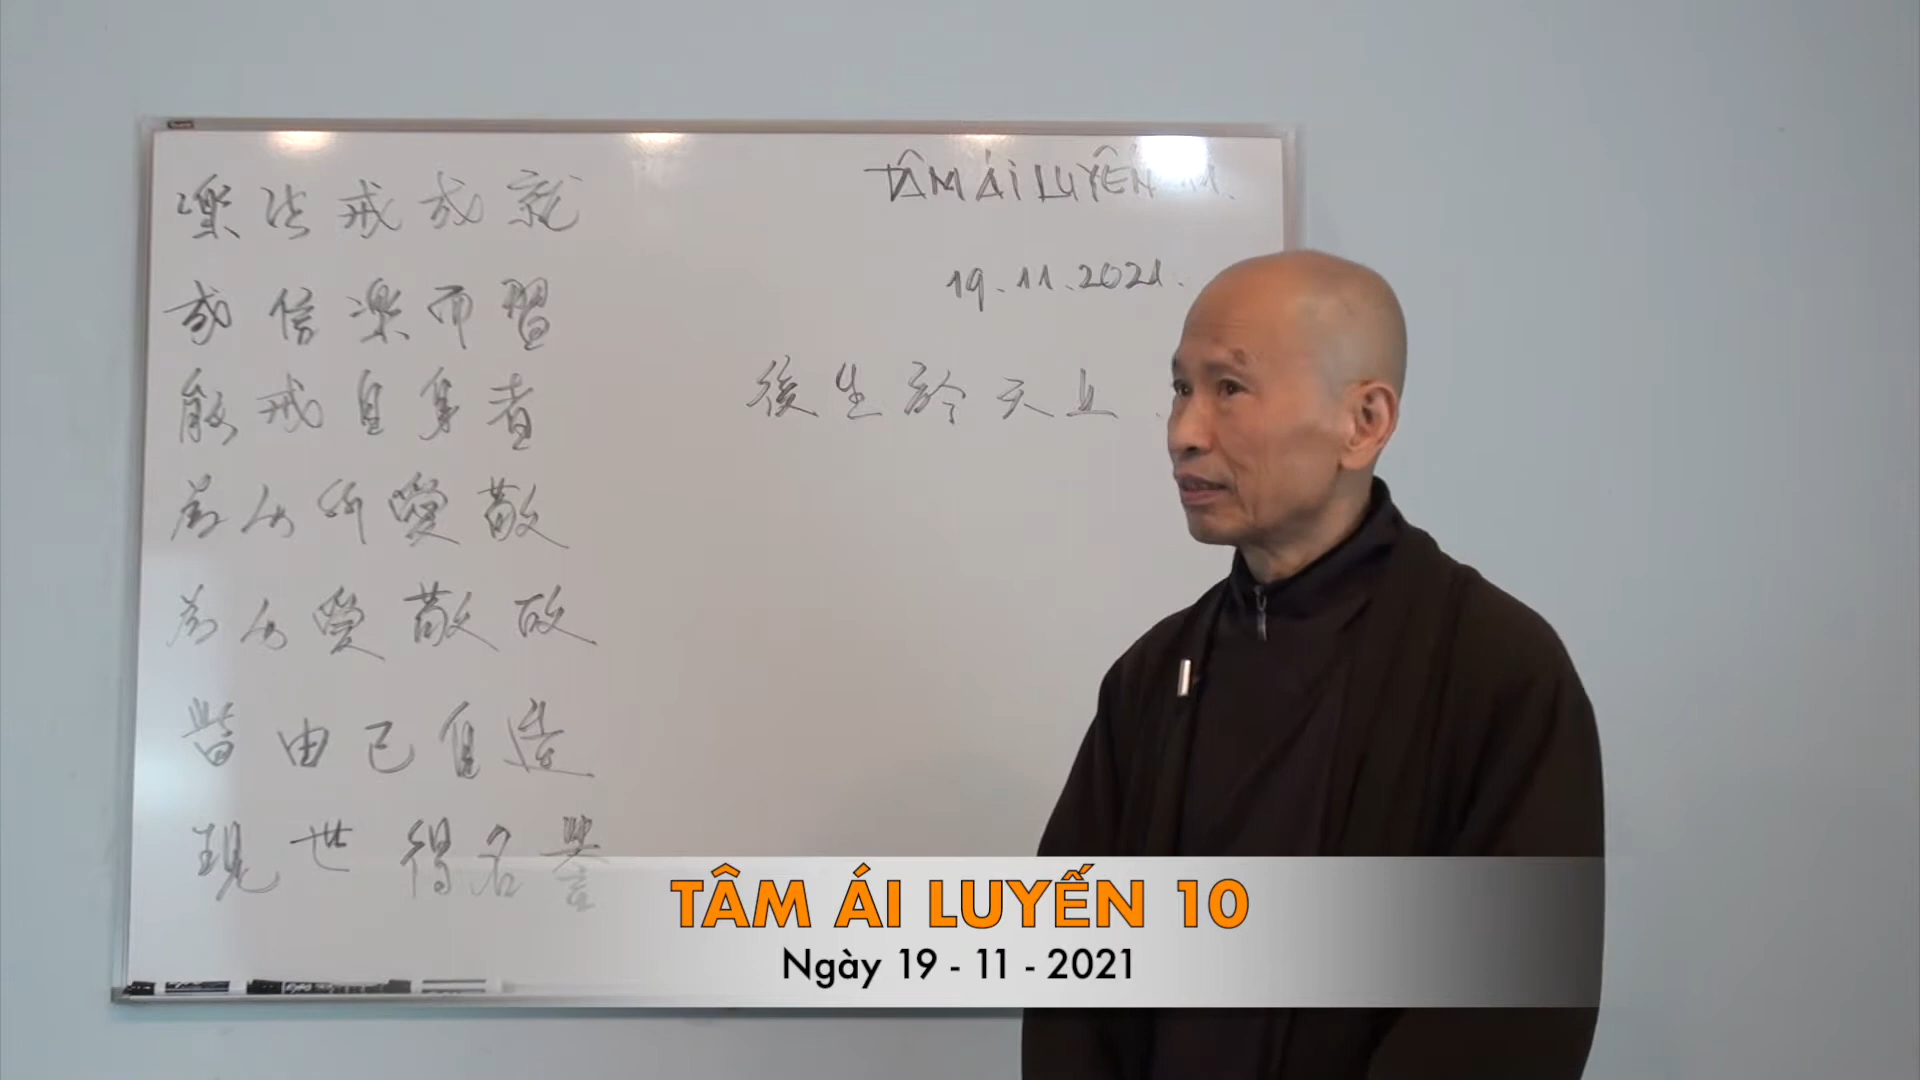 樂法戒成就
成信樂而習
能戒自身者
為人所愛敬
為人愛敬故
皆由己自造
現世得名譽
TÂM ÁI LUYẾN 11.
19.11.2021.
後生於天上.
TÂM ÁI LUYẾN 10
Ngày 19 - 11 - 2021